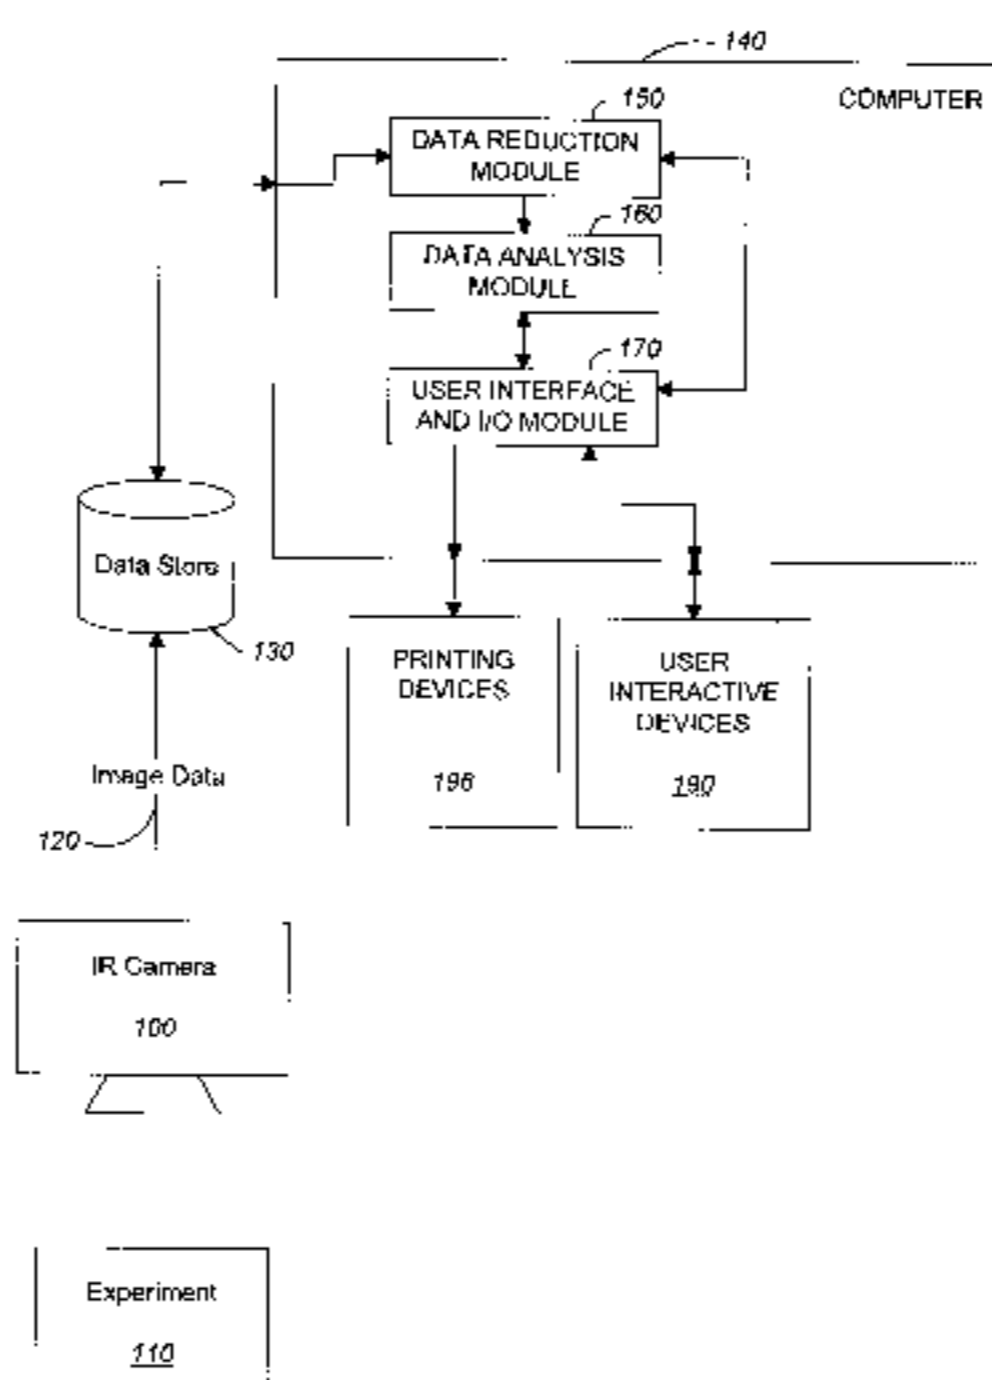 140
COMPUTER
150
DATA REDUCTION
MODULE
160
DATA ANALYSIS
MODULE
170
USER INTERFACE
AND I/O MODULE
Data Store
130
PRINTING
DEVICES
196
USER
INTERACTIVE
DEVICES
190
Image Data
120
IR Camera
100
Experiment
110